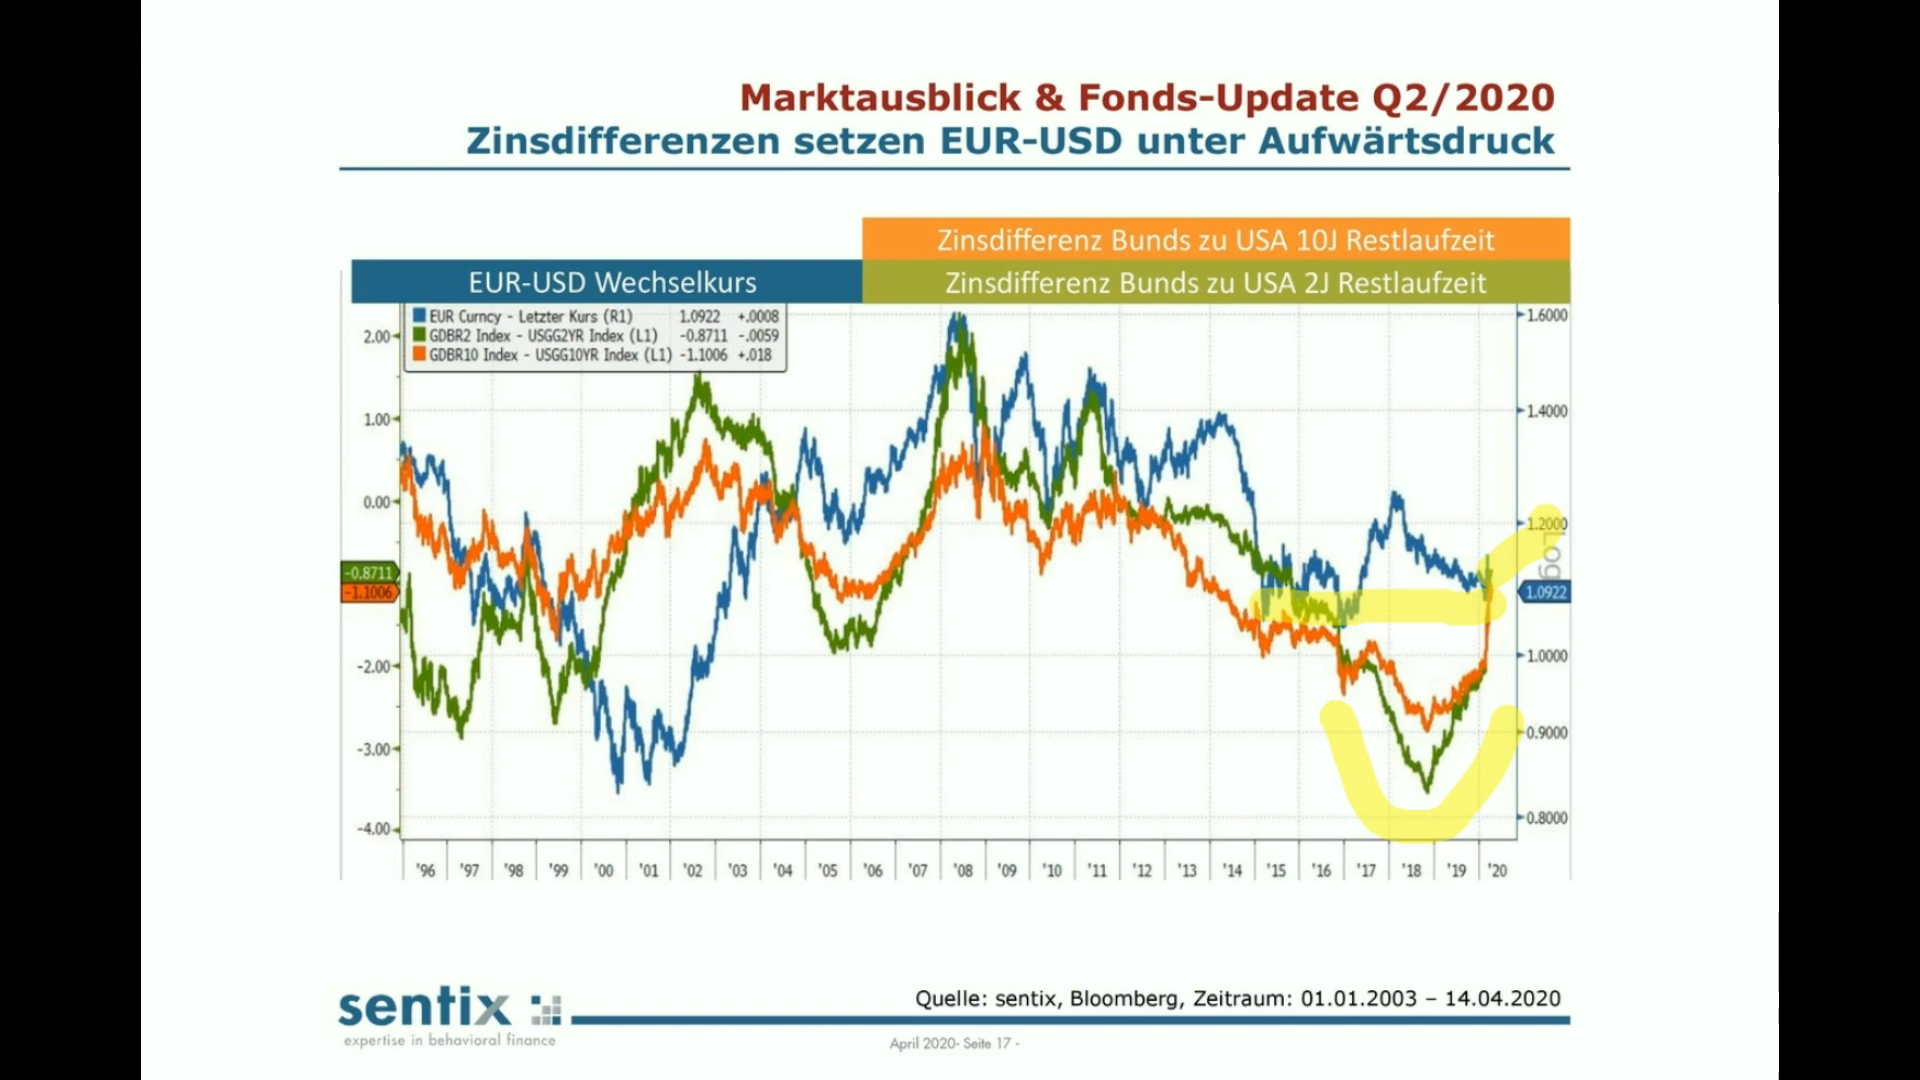 Marktausblick & Fonds-Update Q2/2020
Zinsdifferenzen setzen EUR-USD unter Aufwärtsdruck
Zinsdifferenz Bunds zu USA 10J Restlaufzeit
EUR-USD Wechselkurs
Zinsdifferenz Bunds zu USA 2J Restlaufzeit
EUR Curncy - Letzter Kurs (R1) 1.0922 +.0008
GDBR2 Index - USGG2YR Index (L1) -0.8711 -.0059
GDBR10 Index - USGG10YR Index (L1) -1.1006 +.018
2.00
1.00
0.00
-0.8711
-1.1006
-2.00
-3.00
-4.00
1.6000
1.4000
1.2000
Log
1.0922
1.0000
0.9000
0.8000
'96 '97 '98 '99 '00 '01 '02 '03 '04 '05 '06 '07 '08 '09 '10 '11 '12 '13 '14 '15 '16 '17 '18 '19 '20
sentix
expertise in behavioral finance
Quelle: sentix, Bloomberg, Zeitraum: 01.01.2003 – 14.04.2020
April 2020- Seite 17 -